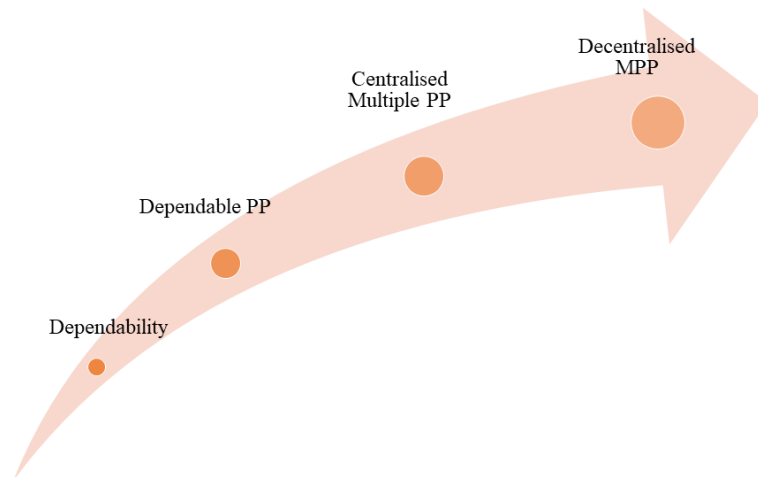 Decentralised
MPP
Centralised
Multiple PP
Dependable PP
Dependability